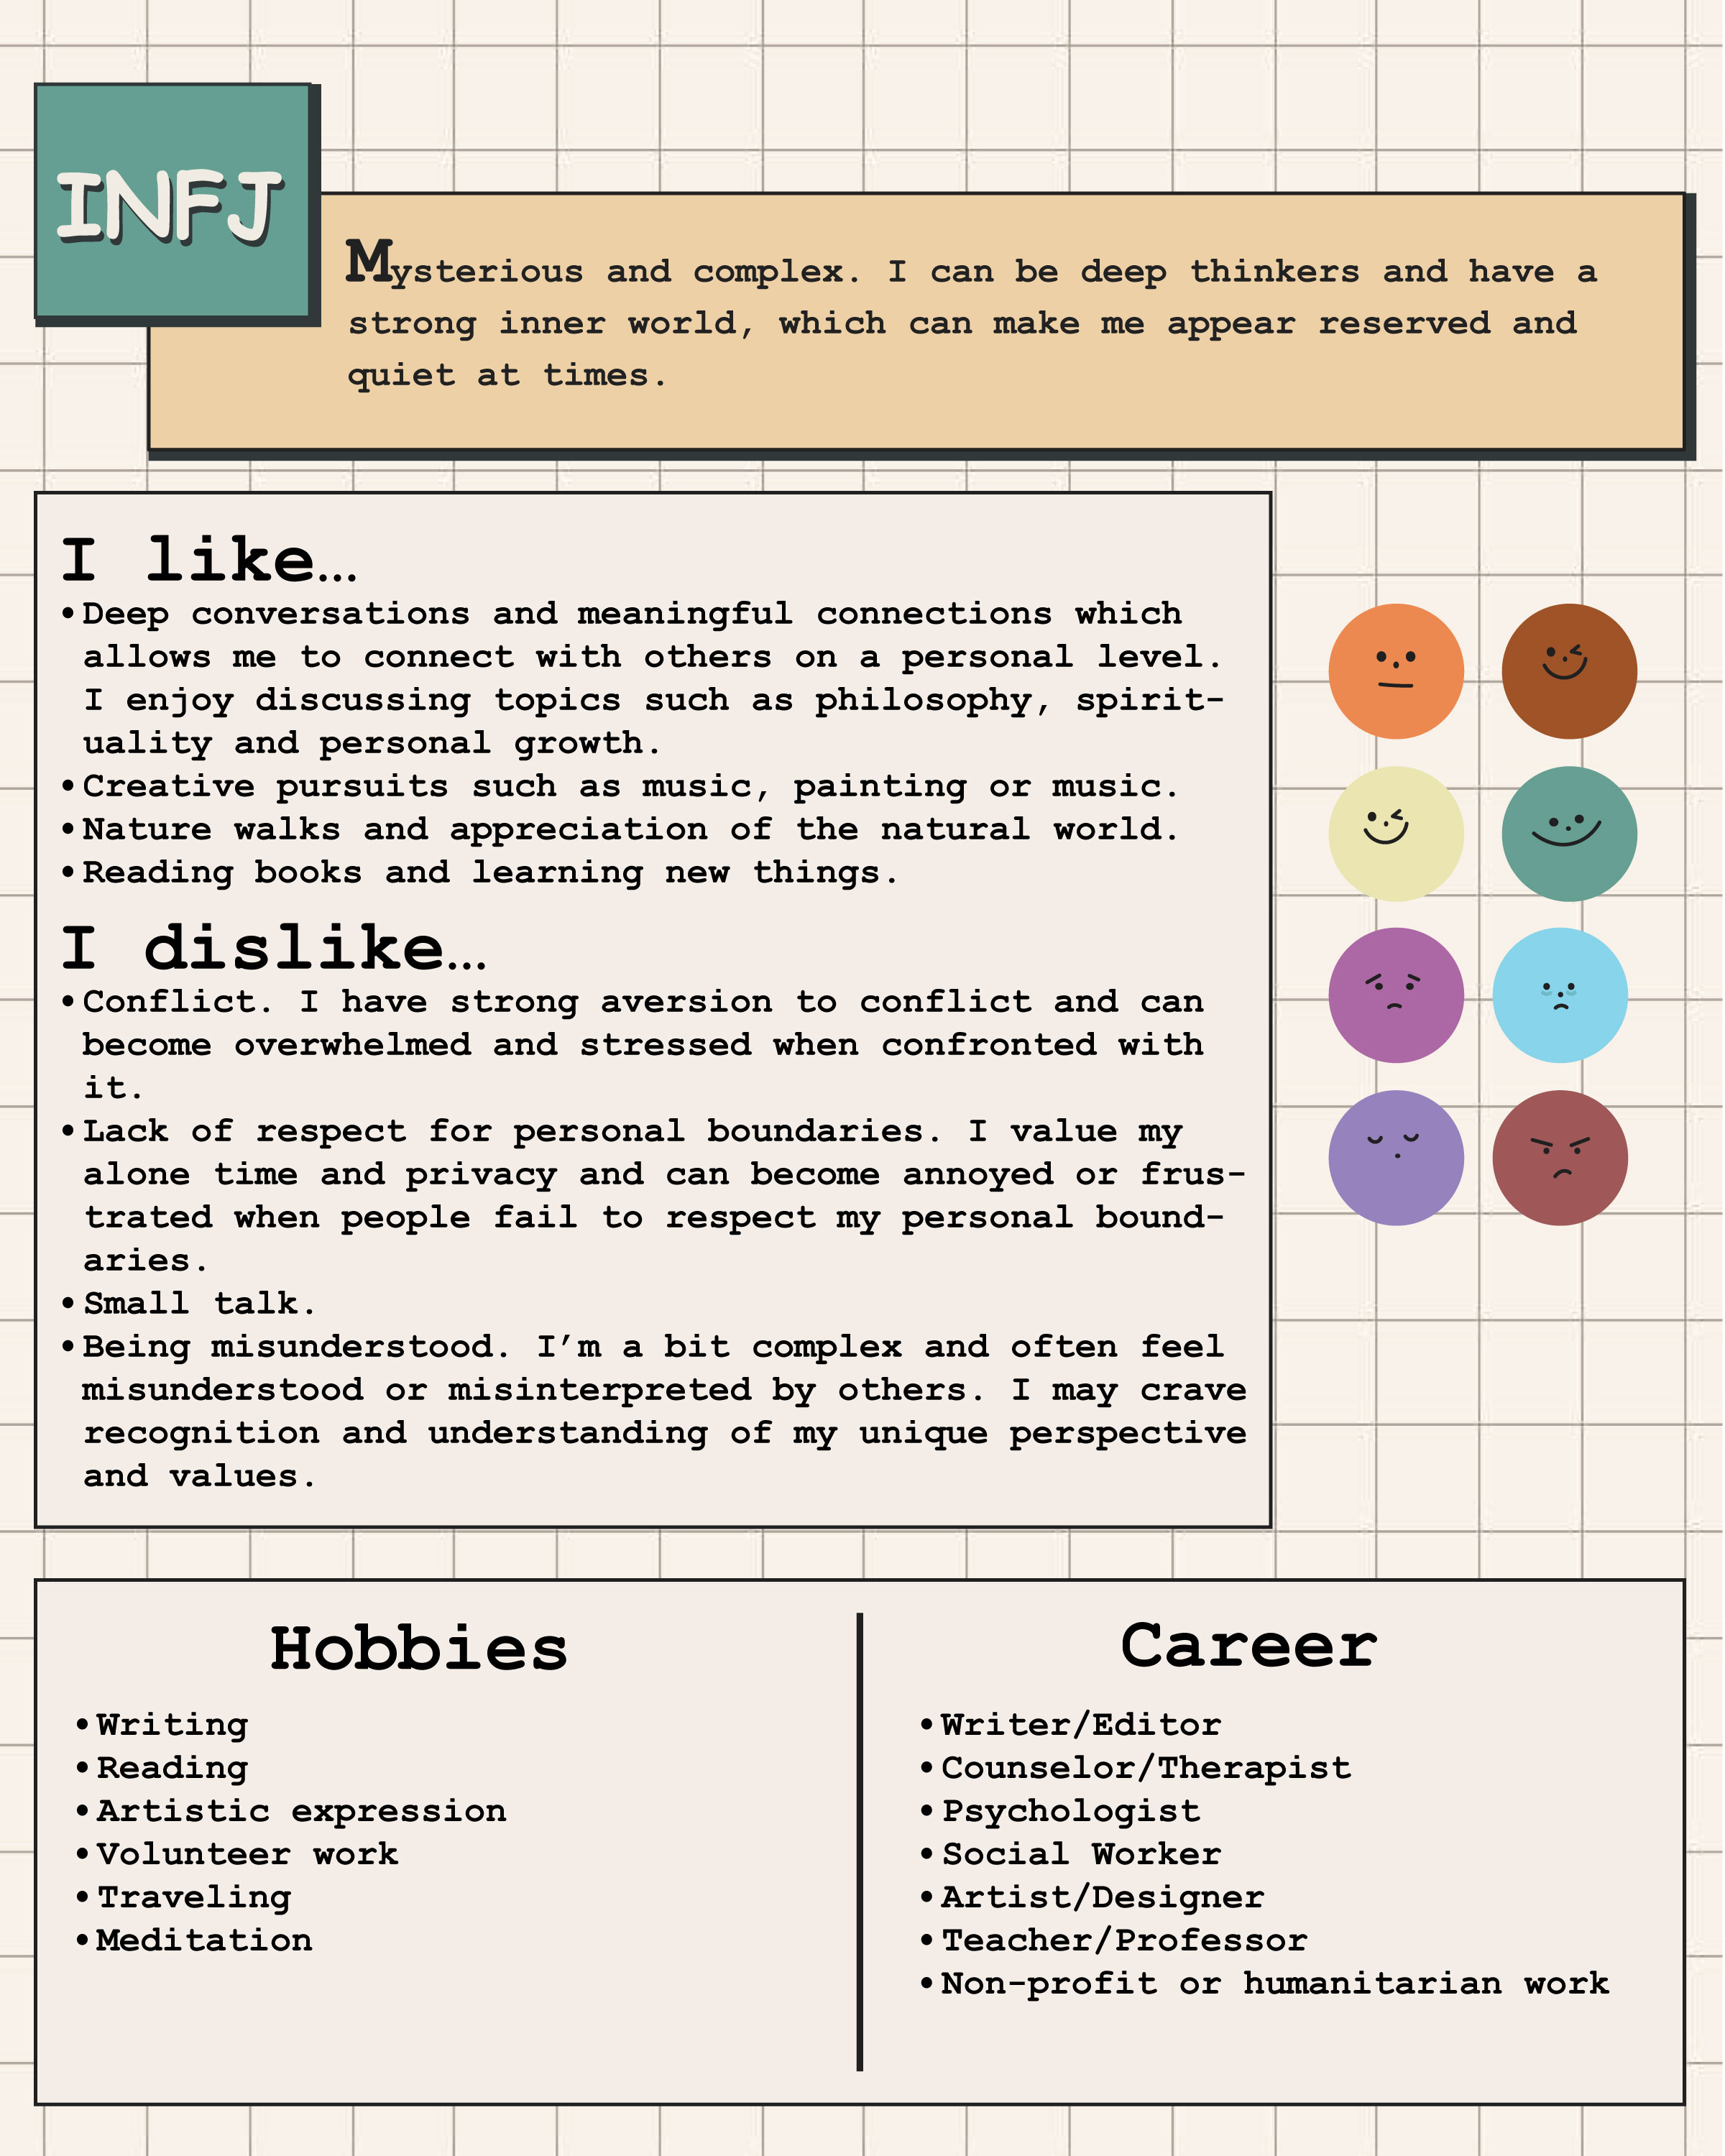 INFJ
Mysterious and complex. I can be deep thinkers and have a
strong inner world, which can make me appear reserved and
quiet at times.
I like…
•Deep conversations and meaningful connections which
allows me to connect with others on a personal level.
I enjoy discussing topics such as philosophy, spirit-
uality and personal growth.
•Creative pursuits such as music, painting or music.
•Nature walks and appreciation of the natural world.
•Reading books and learning new things.
I dislike…
•Conflict. I have strong aversion to conflict and can
become overwhelmed and stressed when confronted with
it.
•Lack of respect for personal boundaries. I value my
alone time and privacy and can become annoyed or frus-
trated when people fail to respect my personal bound-
aries.
•Small talk.
•Being misunderstood. I’m a bit complex and often feel
misunderstood or misinterpreted by others. I may crave
recognition and understanding of my unique perspective
and values.
Hobbies
•Writing
•Reading
•Artistic expression
•Volunteer work
•Traveling
•Meditation
Career
•Writer/Editor
•Counselor/Therapist
•Psychologist
•Social Worker
•Artist/Designer
•Teacher/Professor
•Non-profit or humanitarian work